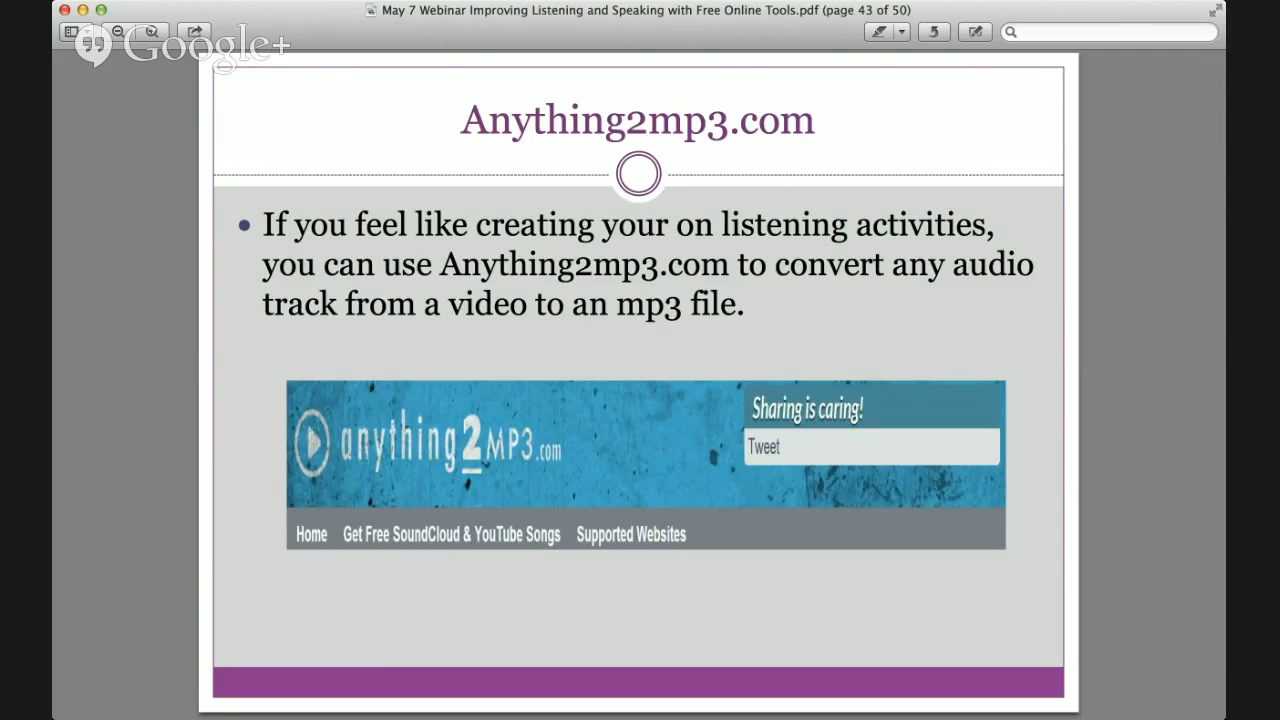 May 7 Webinar Improving Listening and Speaking with Free Online Tools.pdf (page 43 of 50)
Google+
Anything2mp3.com
• If you feel like creating your on listening activities,
you can use Anything2mp3.com to convert any audio
track from a video to an mp3 file.
Sharing is caring!
anything2MP3.com
Tweet
Home Get Free SoundCloud & YouTube Songs Supported Websites